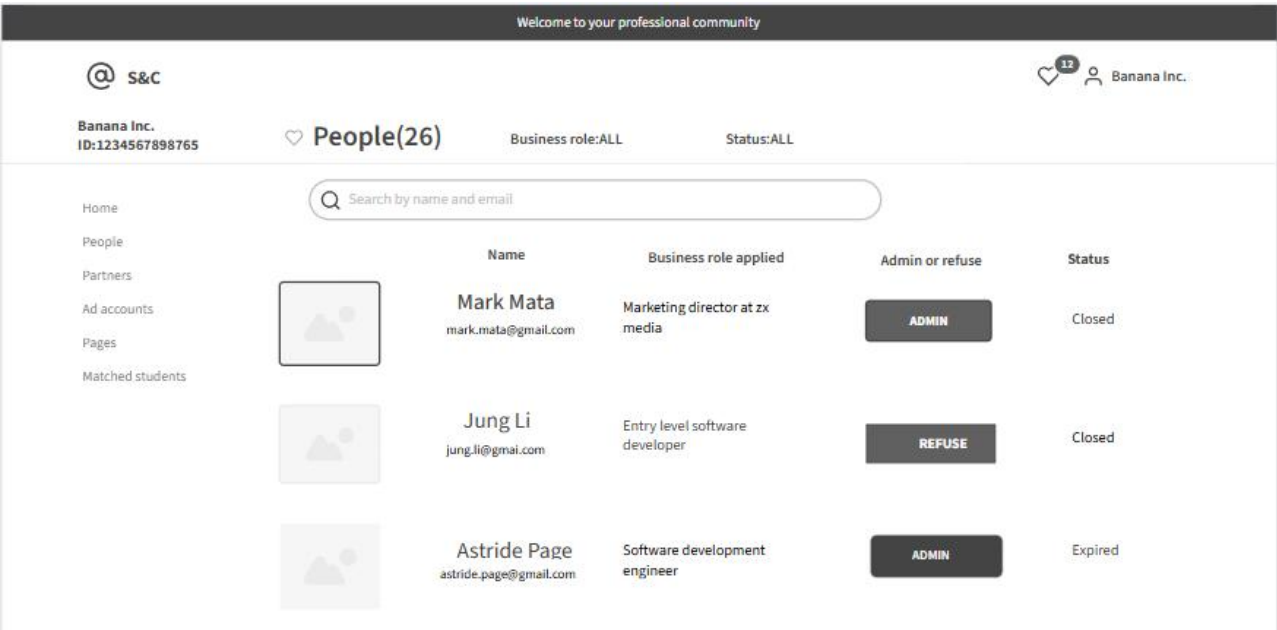 Welcome to your professional community
@ S&C
12
Banana Inc.
Banana Inc.
ID:1234567898765
People(26)
Business role:ALL
Status:ALL
Search by name and email
Home
People
Partners
Ad accounts
Pages
Matched students
Name
Business role applied
Admin or refuse
Status
Mark Mata
mark.mata@gmail.com
Marketing director at zx
media
ADMIN
Closed
Jung Li
jung.li@gmai.com
Entry level software
developer
REFUSE
Closed
Astride Page
astride.page@gmail.com
Software development
engineer
ADMIN
Expired